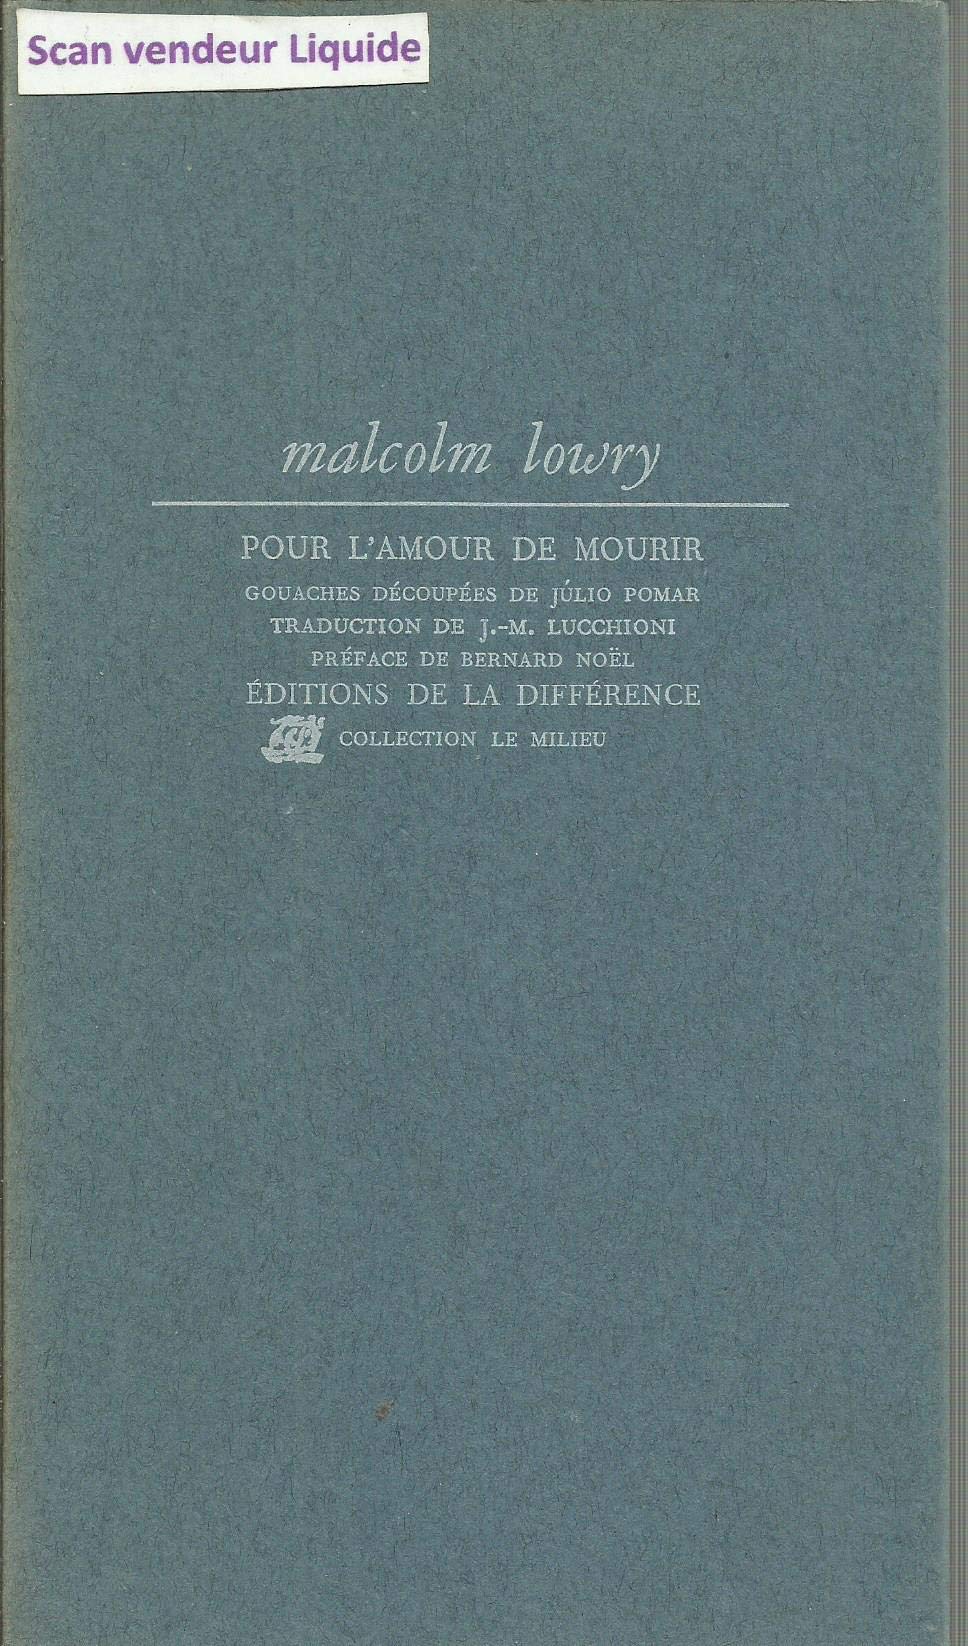 Scan vendeur Liquide
malcolm lowry
POUR L'AMOUR DE MOURIR
GOUACHES DÉCOUPÉES DE JÚLIO POMAR
TRADUCTION DE J.-M. LUCCHIONI
PRÉFACE DE BERNARD NOËL
ÉDITIONS DE LA DIFFÉRENCE
COLLECTION LE MILIEU